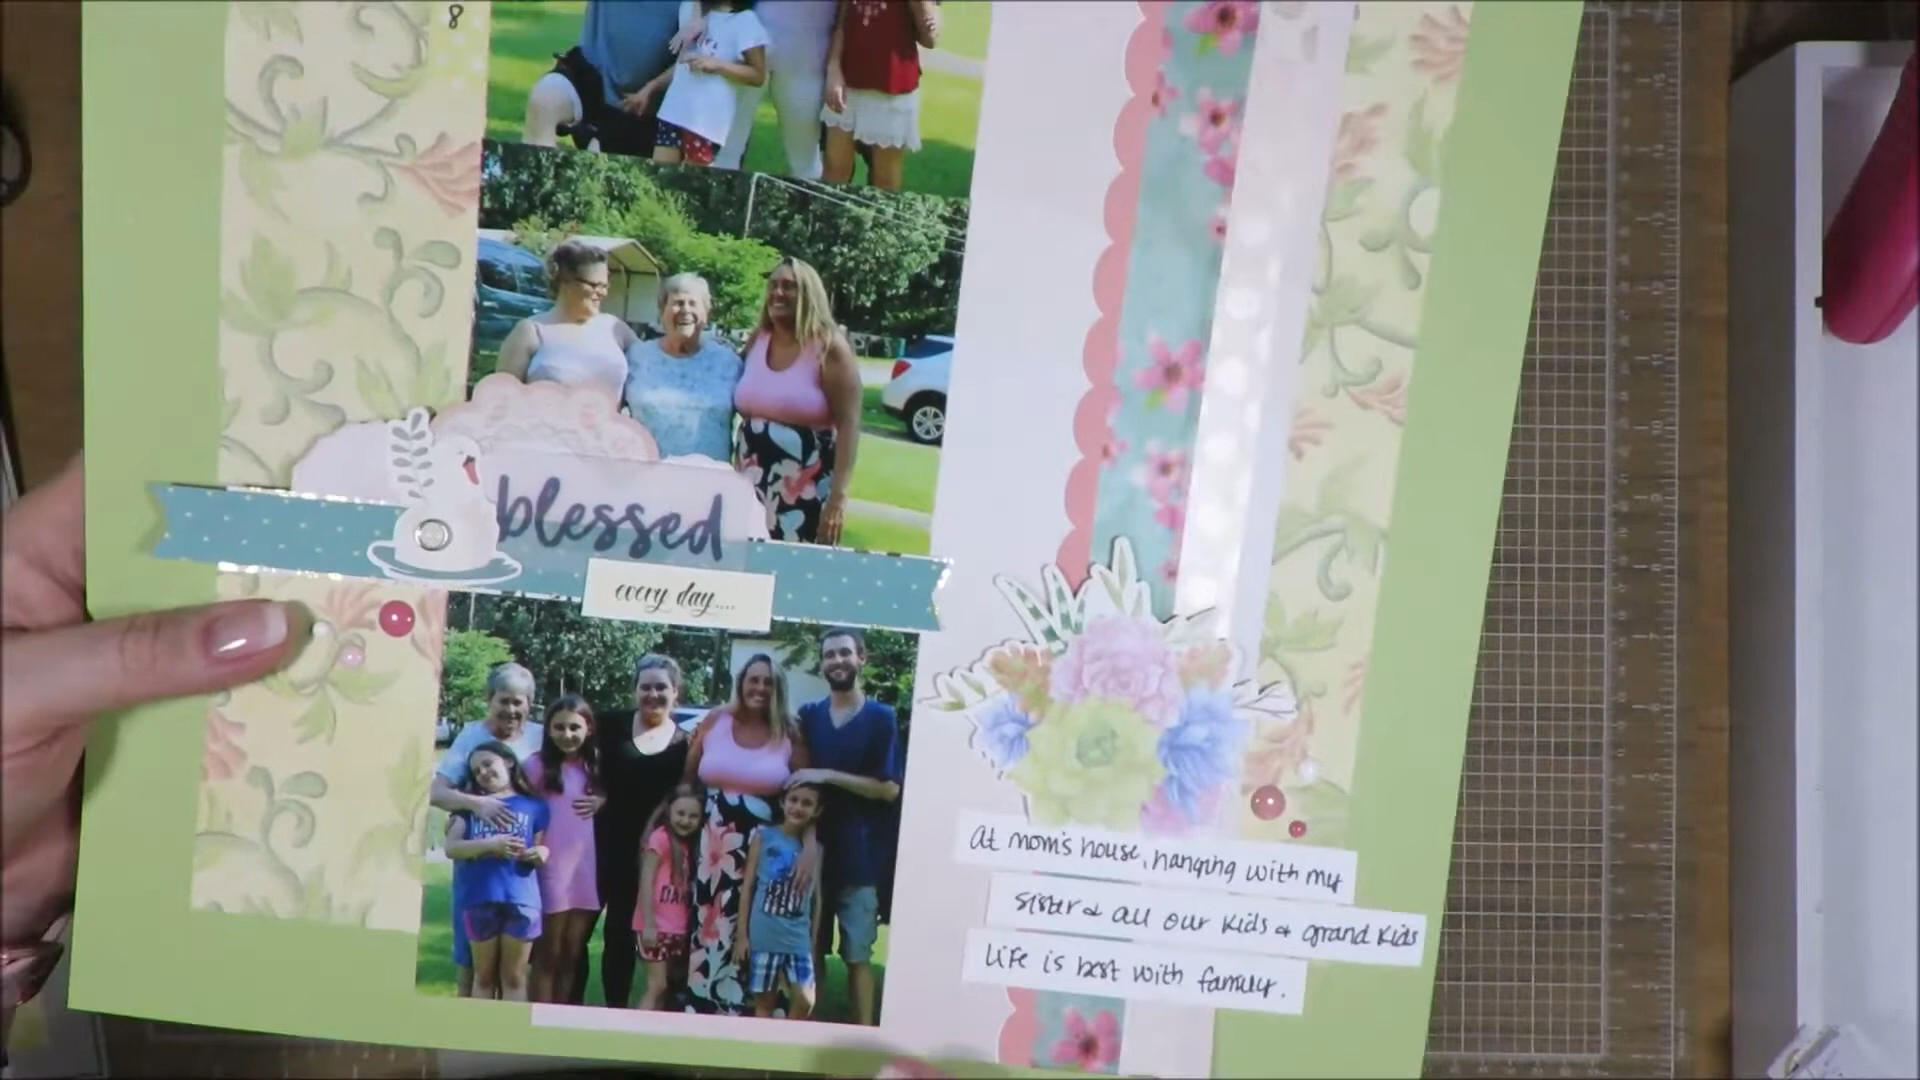 8
blessed
every day....
at mom's house, hanging with my
sister & all our kids & grand kids
Life is best with family.